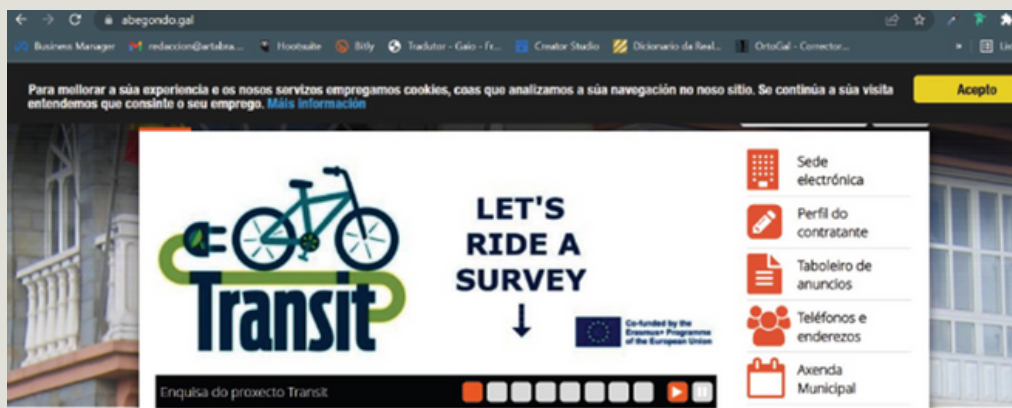 abegondo.gal
Business Manager redaccion@artabra... Hootsuite Bitly Tradutor - Gaio - Fr... Creator Studio Dicionario da Real... OrtoGal - Corrector... »
Para mellorar a súa experiencia e os nosos servizos empregamos cookies, coas que analizamos a súa navegación no noso sitio. Se continúa a súa visita
entendemos que consinte o seu emprego. Máis información
Acepto
Transit
LET'S
RIDE A
SURVEY
Co-funded by the
Erasmus+ Programme
of the European Union
Enquisa do proxecto Transit
Sede
electrónica
Perfil do
contratante
Taboleiro de
anuncios
Teléfonos e
enderezos
Axenda
Municipal